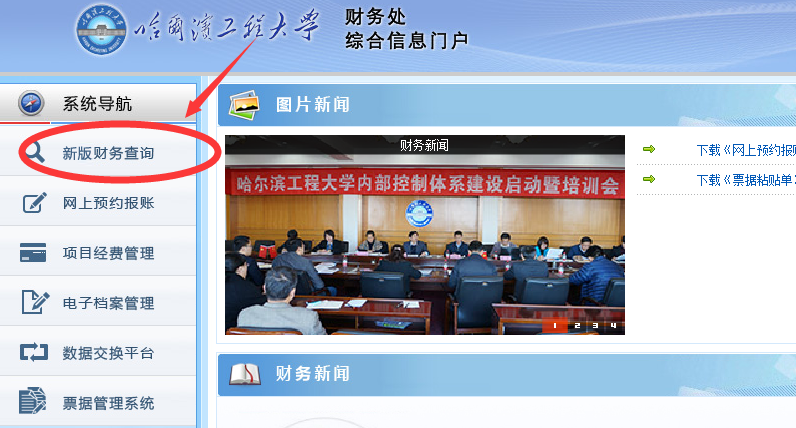 哈尔滨工程大学
财务处
综合信息门户
系统导航
新版财务查询
网上预约报账
项目经费管理
电子档案管理
数据交换平台
票据管理系统
图片新闻
财务新闻
哈尔滨工程大学内部控制体系建设启动暨培训会
1 2 3 4
下载《网上预约报账
下载《票据粘贴单》
财务新闻